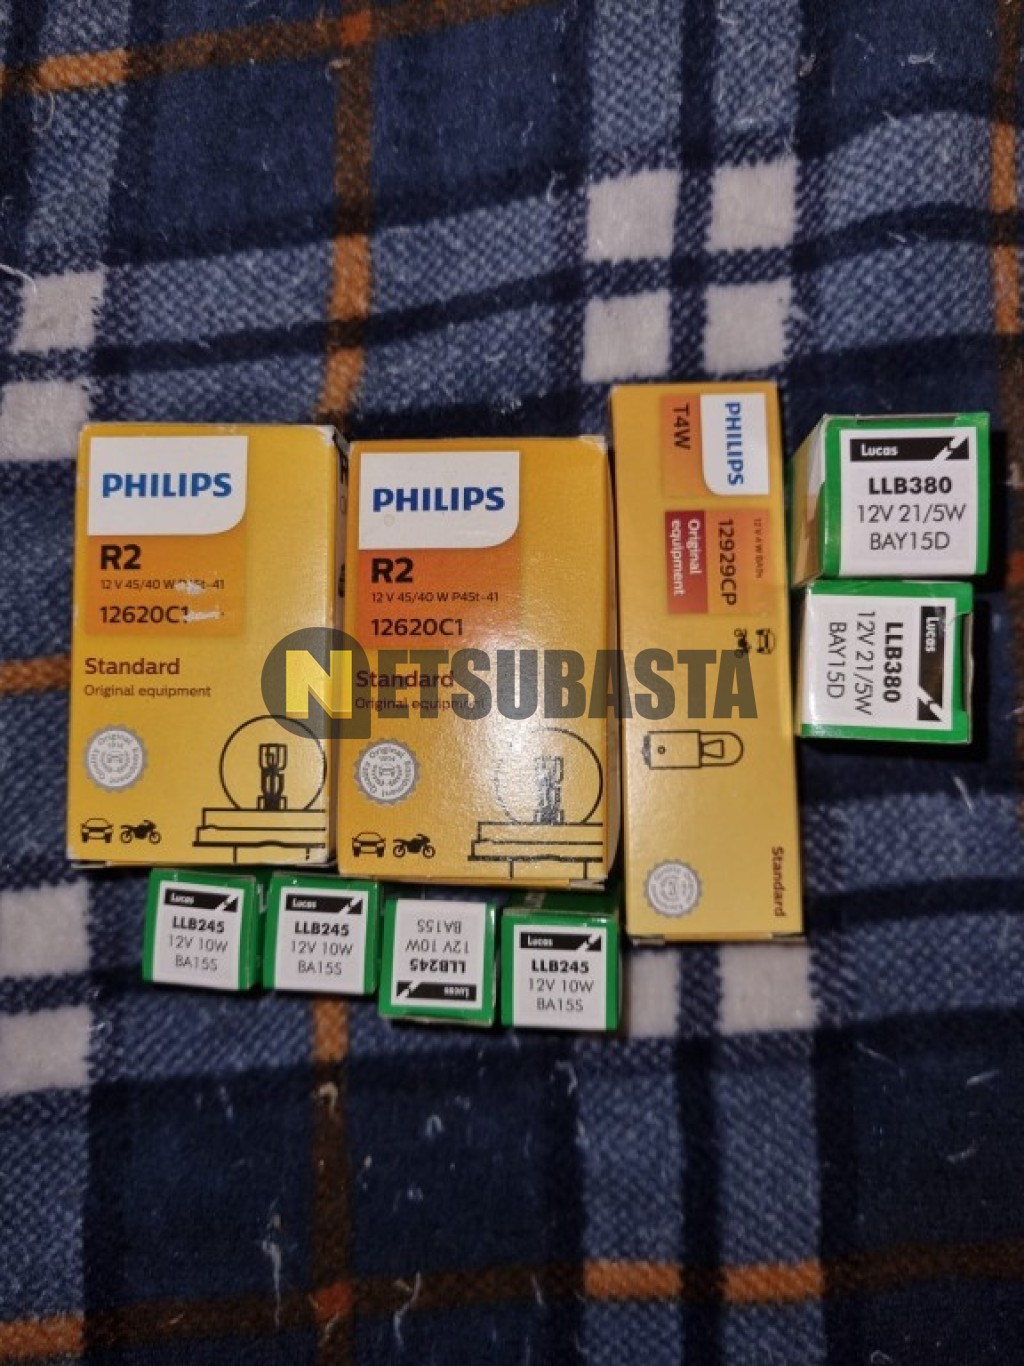 PHILIPS
R2
12 V 45/40 W P45t-41
12620C1
Standard
Original equipment
PHILIPS
R2
12 V 45/40 W P45t-41
12620C1
Standard
Original equipment
PHILIPS
T4W
12929CP
Original
equipment
Standard
Lucas
LLB380
12V 21/5W
BAY15D
Lucas
LLB380
12V 21/5W
BAY15D
NETSUBASTA
Lucas
LLB245
12V 10W
BA15S
Lucas
LLB245
12V 10W
BA15S
Lucas
LLB245
12V 10W
BA15S
Lucas
LLB245
12V 10W
BA15S